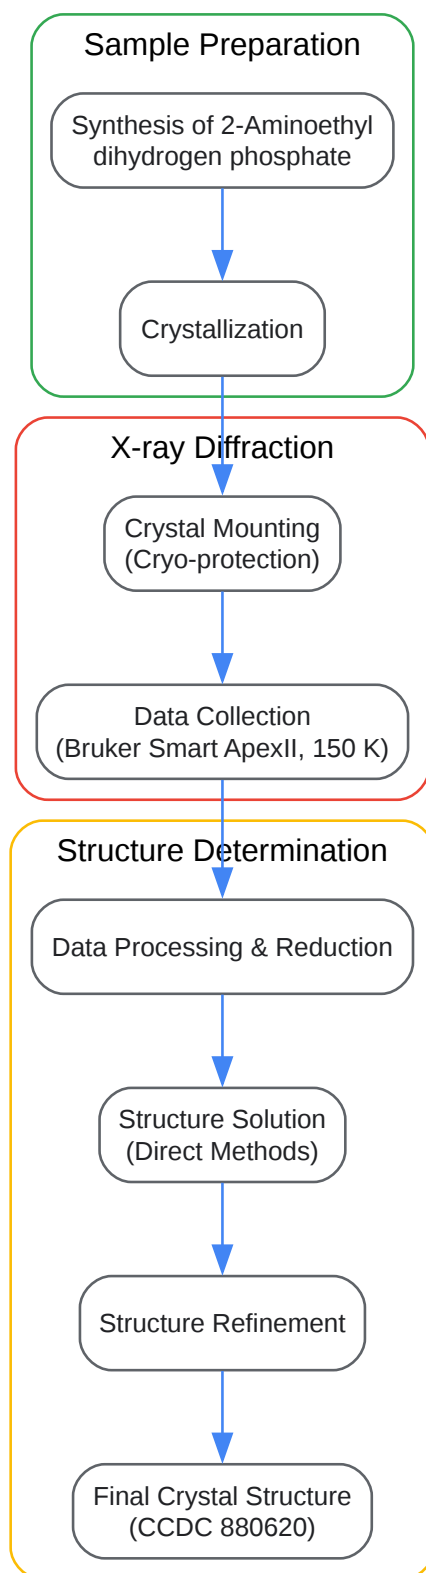 Sample Preparation
Synthesis of 2-Aminoethyl
dihydrogen phosphate
Crystallization
X-ray Diffraction
Crystal Mounting
(Cryo-protection)
Data Collection
(Bruker Smart ApexII, 150 K)
Structure Determination
Data Processing & Reduction
Structure Solution
(Direct Methods)
Structure Refinement
Final Crystal Structure
(CCDC 880620)